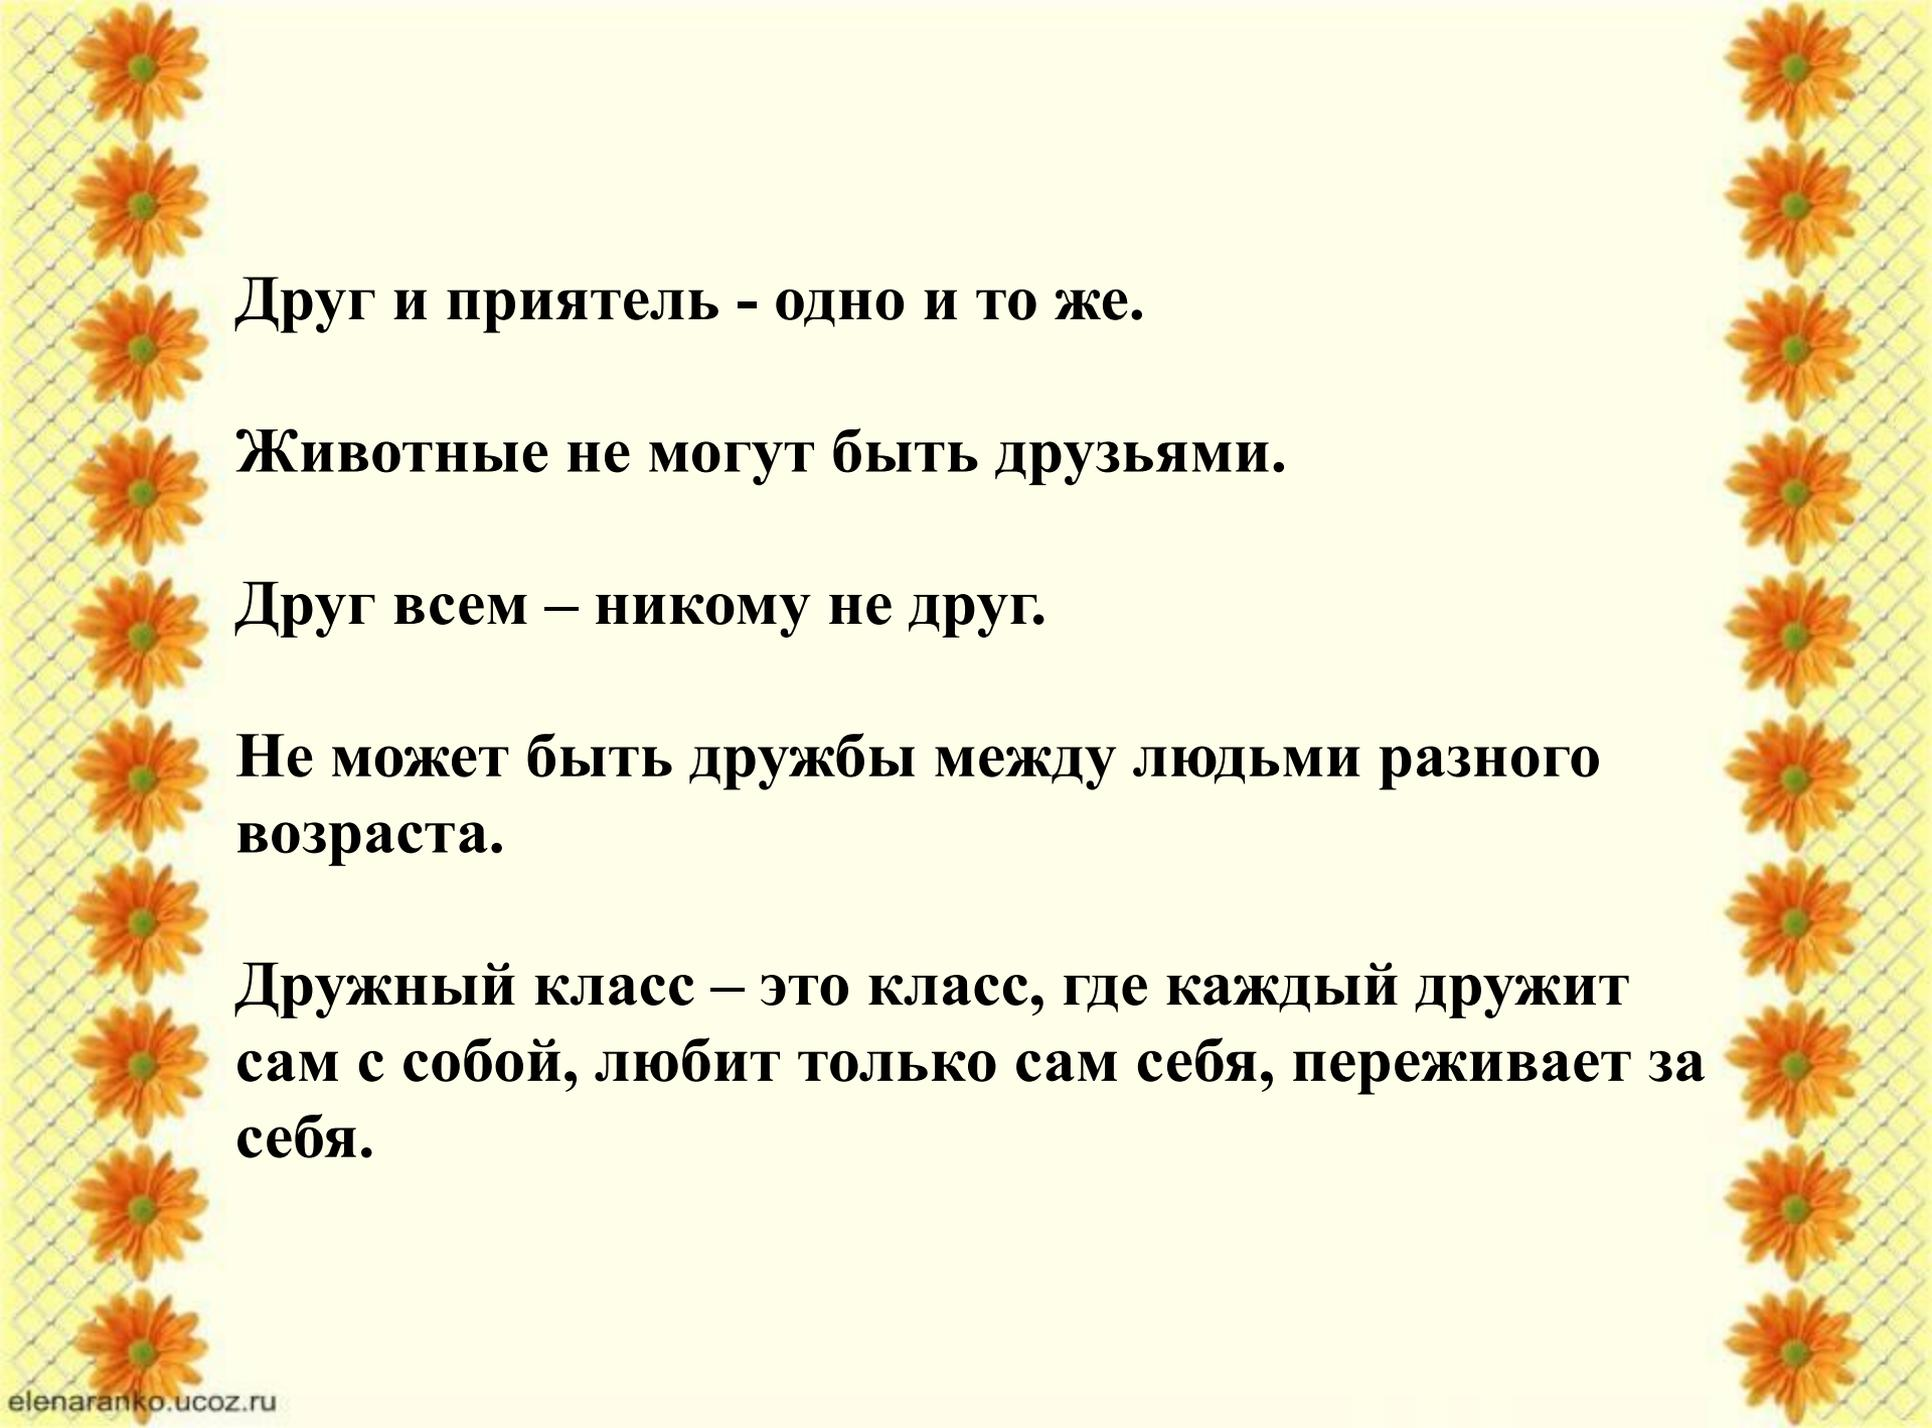 Друг и приятель - одно и то же.
Животные не могут быть друзьями.
Друг всем – никому не друг.
Не может быть дружбы между людьми разного
возраста.
Дружный класс – это класс, где каждый дружит
сам с собой, любит только сам себя, переживает за
себя.
elenaranko.ucoz.ru